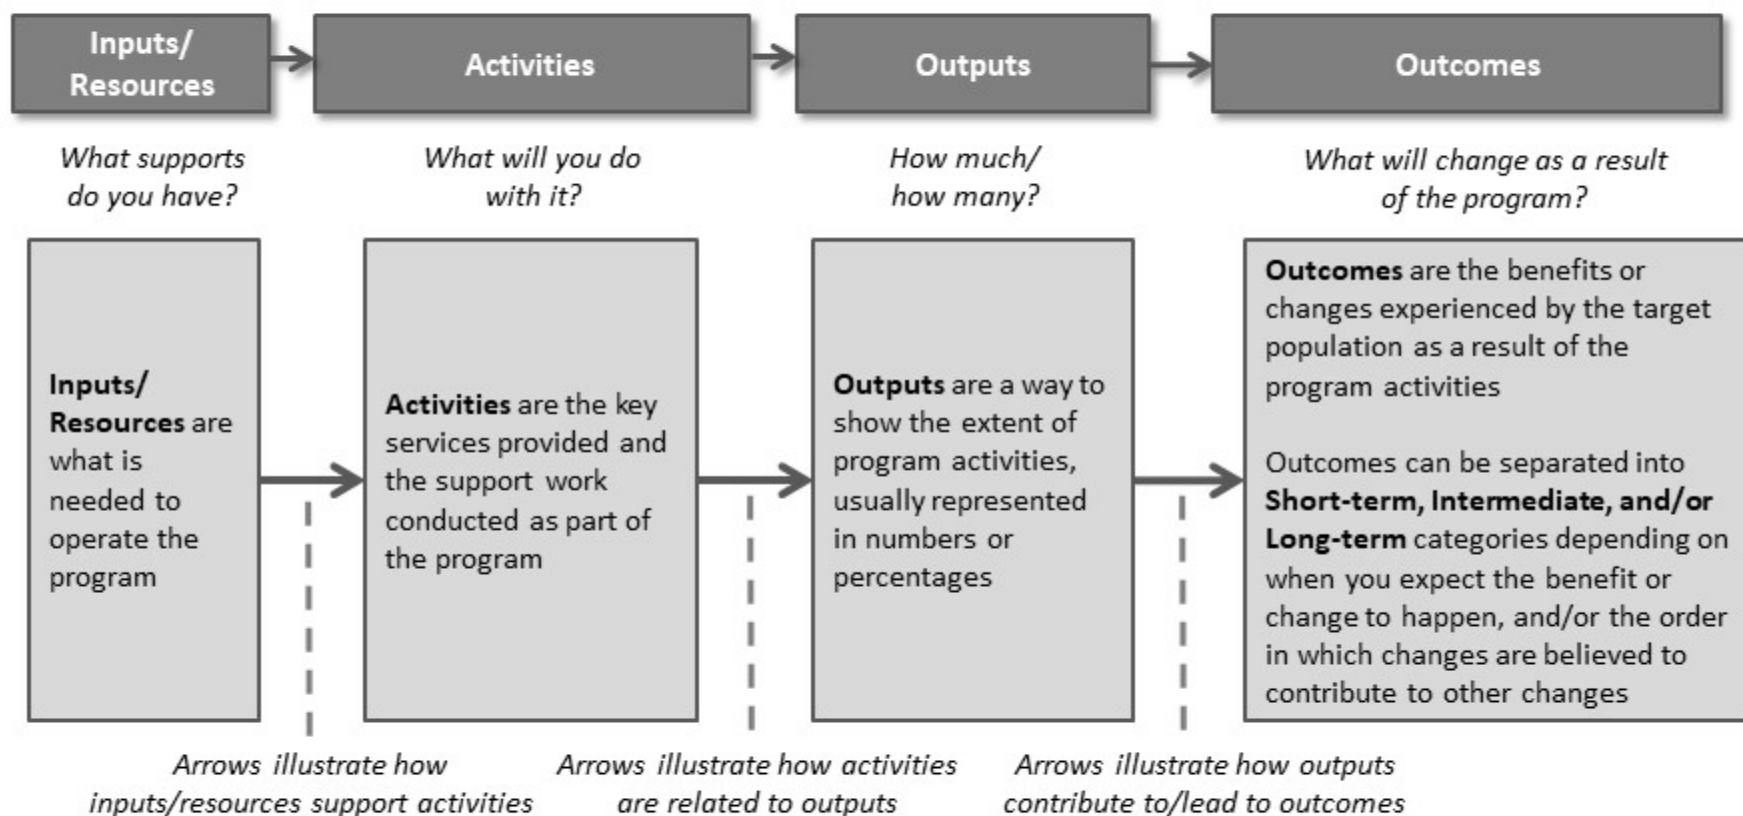 Inputs/
Resources
Activities
Outputs
Outcomes
What supports
do you have?
What will you do
with it?
How much/
how many?
What will change as a result
of the program?
Inputs/
Resources are
what is
needed to
operate the
program
Activities are the key
services provided and
the support work
conducted as part of
the program
Outputs are a way to
show the extent of
program activities,
usually represented
in numbers or
percentages
Outcomes are the benefits or
changes experienced by the target
population as a result of the
program activities
Outcomes can be separated into
Short-term, Intermediate, and/or
Long-term categories depending on
when you expect the benefit or
change to happen, and/or the order
in which changes are believed to
contribute to other changes
Arrows illustrate how
inputs/resources support activities
Arrows illustrate how activities
are related to outputs
Arrows illustrate how outputs
contribute to/lead to outcomes